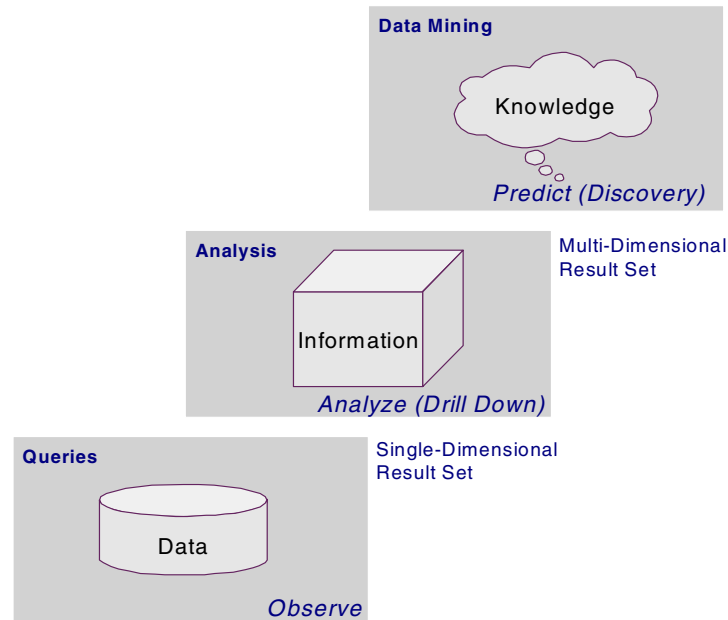 Data Mining
Knowledge
Predict (Discovery)
Analysis
Information
Analyze (Drill Down)
Multi-Dimensional
Result Set
Queries
Data
Observe
Single-Dimensional
Result Set